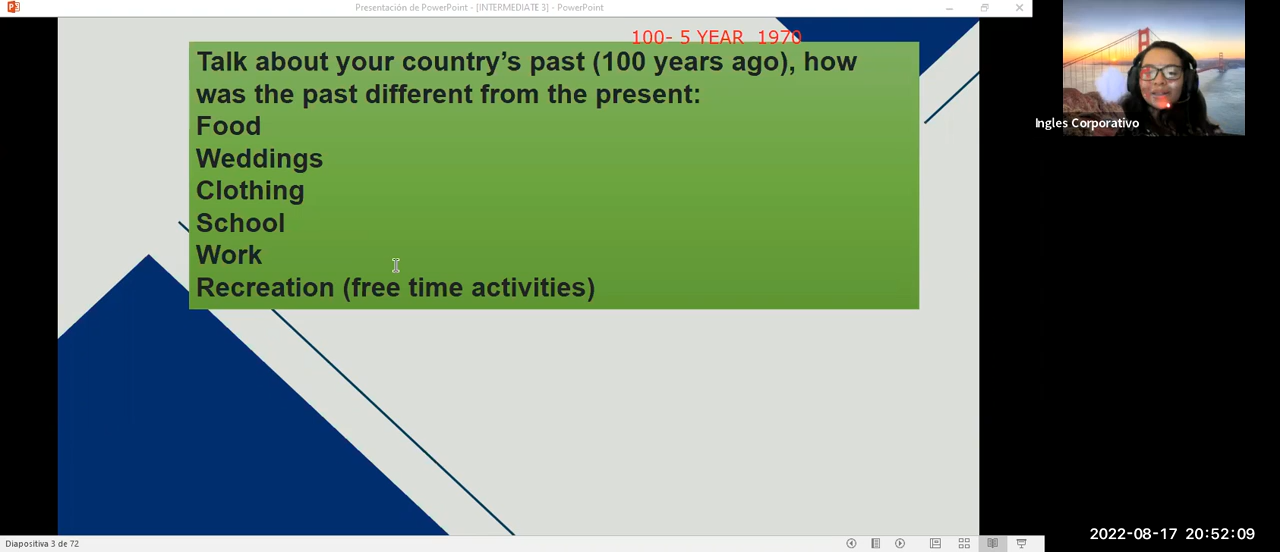 Presentación de PowerPoint - [INTERMEDIATE 3] - PowerPoint
100- 5 YEAR 1970
Talk about your country's past (100 years ago), how
was the past different from the present:
Food
Weddings
Clothing
School
Work
Recreation (free time activities)
Ingles Corporativo
Diapositiva 3 de 72
2022-08-17 20:52:09